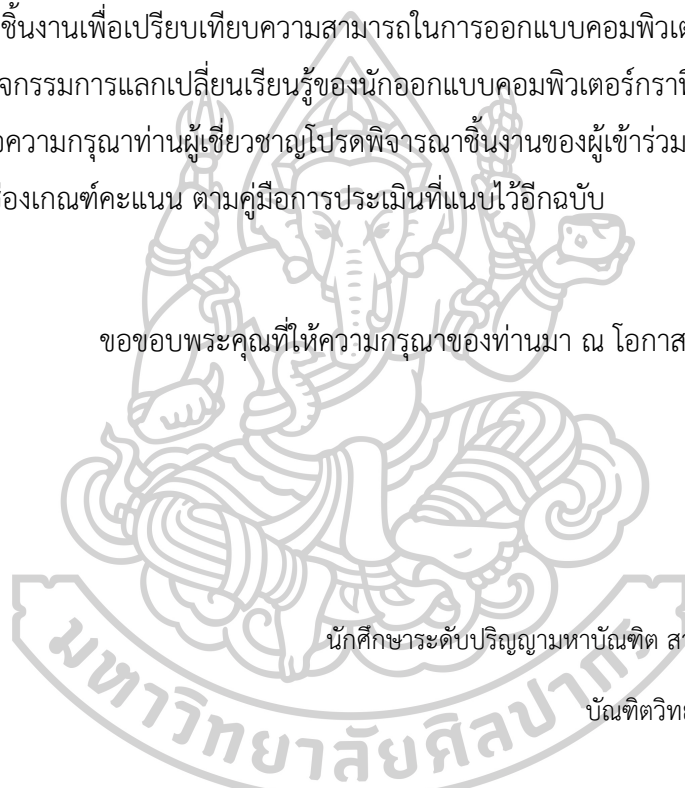 ชิ้นงานเพื่อเปรียบเทียบความสามารถในการออกแบบคอมพิวเต
จกรรมการแลกเปลี่ยนเรียนรู้ของนักออกแบบคอมพิวเตอร์กราฟิ
ความกรุณาท่านผู้เชี่ยวชาญโปรดพิจารณาชิ้นงานของผู้เข้าร่วม
องเกณฑ์คะแนน ตามคู่มือการประเมินที่แนบไว้อีกฉบับ
ขอขอบพระคุณที่ให้ความกรุณาของท่านมา ณ โอกาส
นักศึกษาระดับปริญญามหาบัณฑิต สา
บัณฑิตวิทย
มหาวิทยาลัยศิลปากร